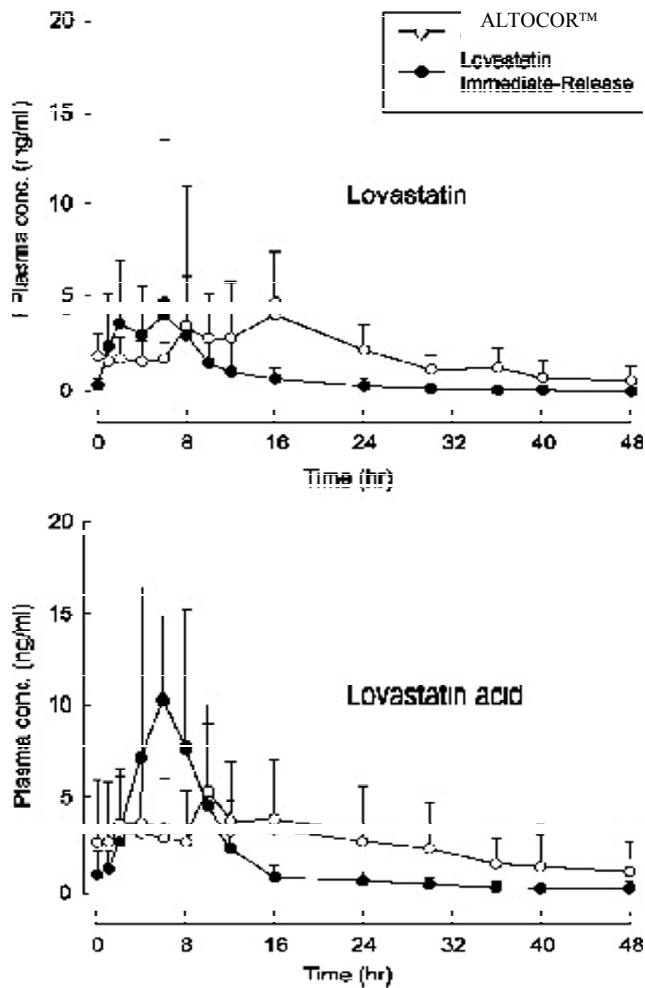 20
15
10
5
0
Plasma conc. (ng/ml)
ALTOCOR™
Lovastatin
Immediate-Release
Lovastatin
0 8 16 24 32 40 48
Time (hr)
20
15
10
5
0
Plasma conc. (ng/ml)
Lovastatin acid
0 8 16 24 32 40 48
Time (hr)